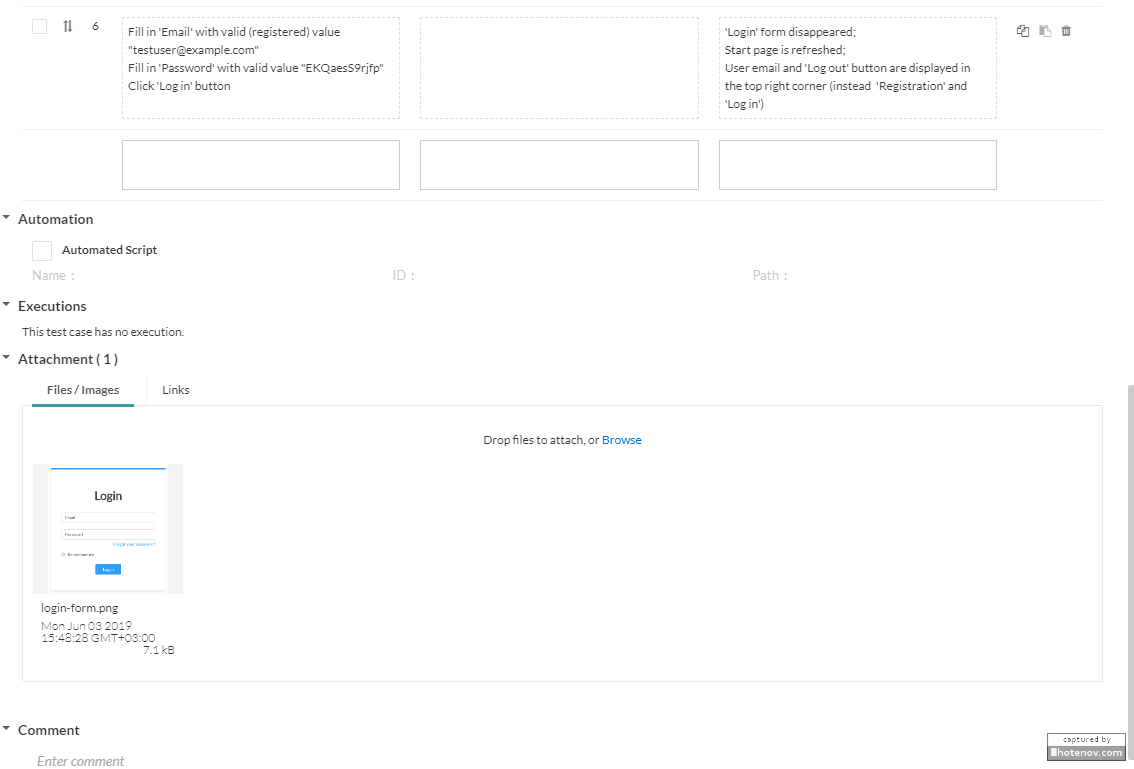 6
Fill in 'Email' with valid (registered) value
"testuser@example.com"
Fill in 'Password' with valid value "EKQaesS9rjfp"
Click 'Log in' button
'Login' form disappeared;
Start page is refreshed;
User email and 'Log out' button are displayed in
the top right corner (instead  'Registration' and
'Log in')
Automation
Automated Script
Name :
ID :
Path :
Executions
This test case has no execution.
Attachment ( 1 )
Files / Images
Links
Drop files to attach, or Browse
Login
Email
Password
Forgot your password?
Remember me
Log in
login-form.png
Mon Jun 03 2019
15:48:28 GMT+03:00
7.1 kB
Comment
Enter comment
captured by
hotenov.com